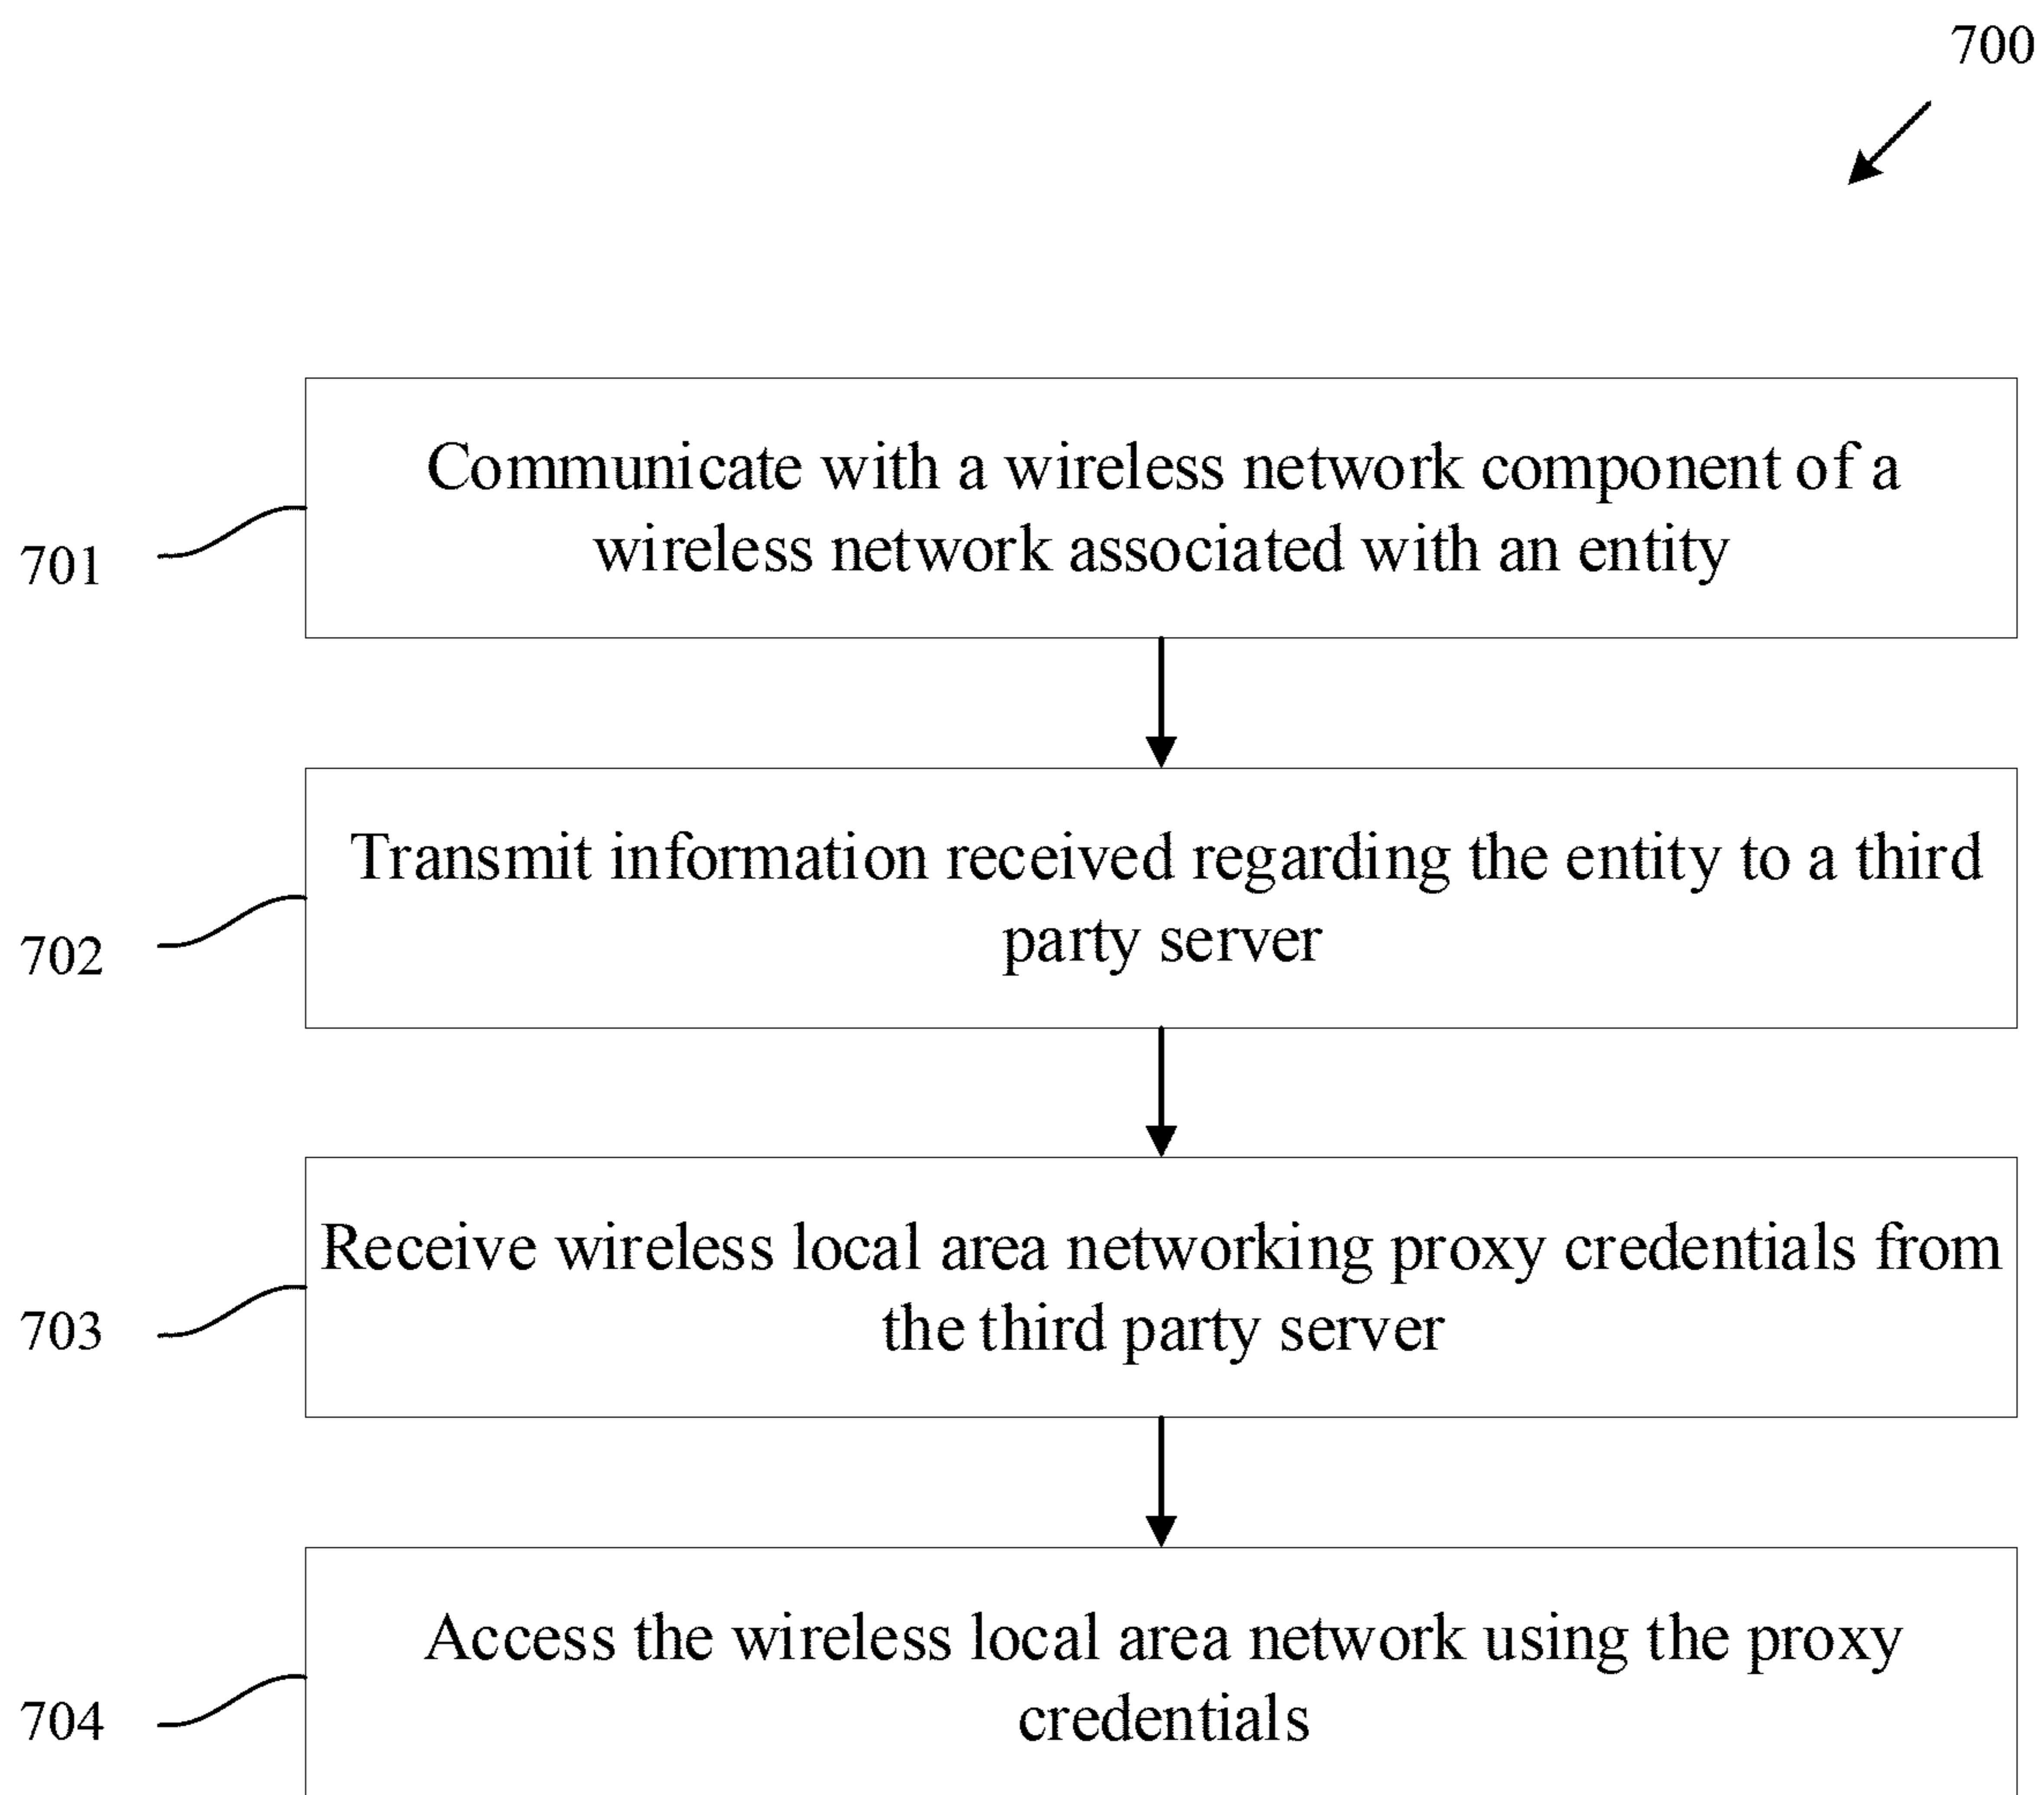 700
Communicate with a wireless network component of a
wireless network associated with an entity
701
Transmit information received regarding the entity to a third
party server
702
Receive wireless local area networking proxy credentials from
the third party server
703
Access the wireless local area network using the proxy
credentials
704